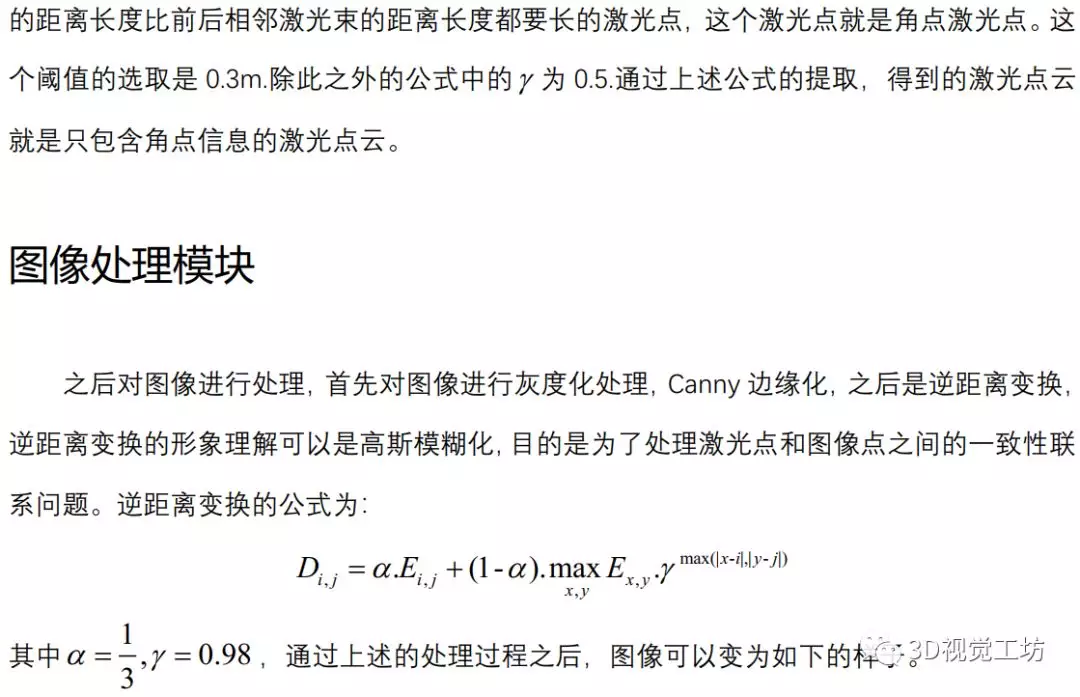 的距离长度比前后相邻激光束的距离长度都要长的激光点，这个激光点就是角点激光点。这
个阈值的选取是 0.3m.除此之外的公式中的 γ 为 0.5.通过上述公式的提取，得到的激光点云
就是只包含角点信息的激光点云。
图像处理模块
之后对图像进行处理，首先对图像进行灰度化处理，Canny 边缘化，之后是逆距离变换，
逆距离变换的形象理解可以是高斯模糊化，目的是为了处理激光点和图像点之间的一致性联
系问题。逆距离变换的公式为：
D_{i,j} = α.E_{i,j} + (1-α).max_{x,y} E_{x,y}.γ^{max(|x-i|,|y-j|)}
其中 α = 1/3, γ = 0.98，通过上述的处理过程之后，图像可以变为如下的样子。
3D视觉工坊